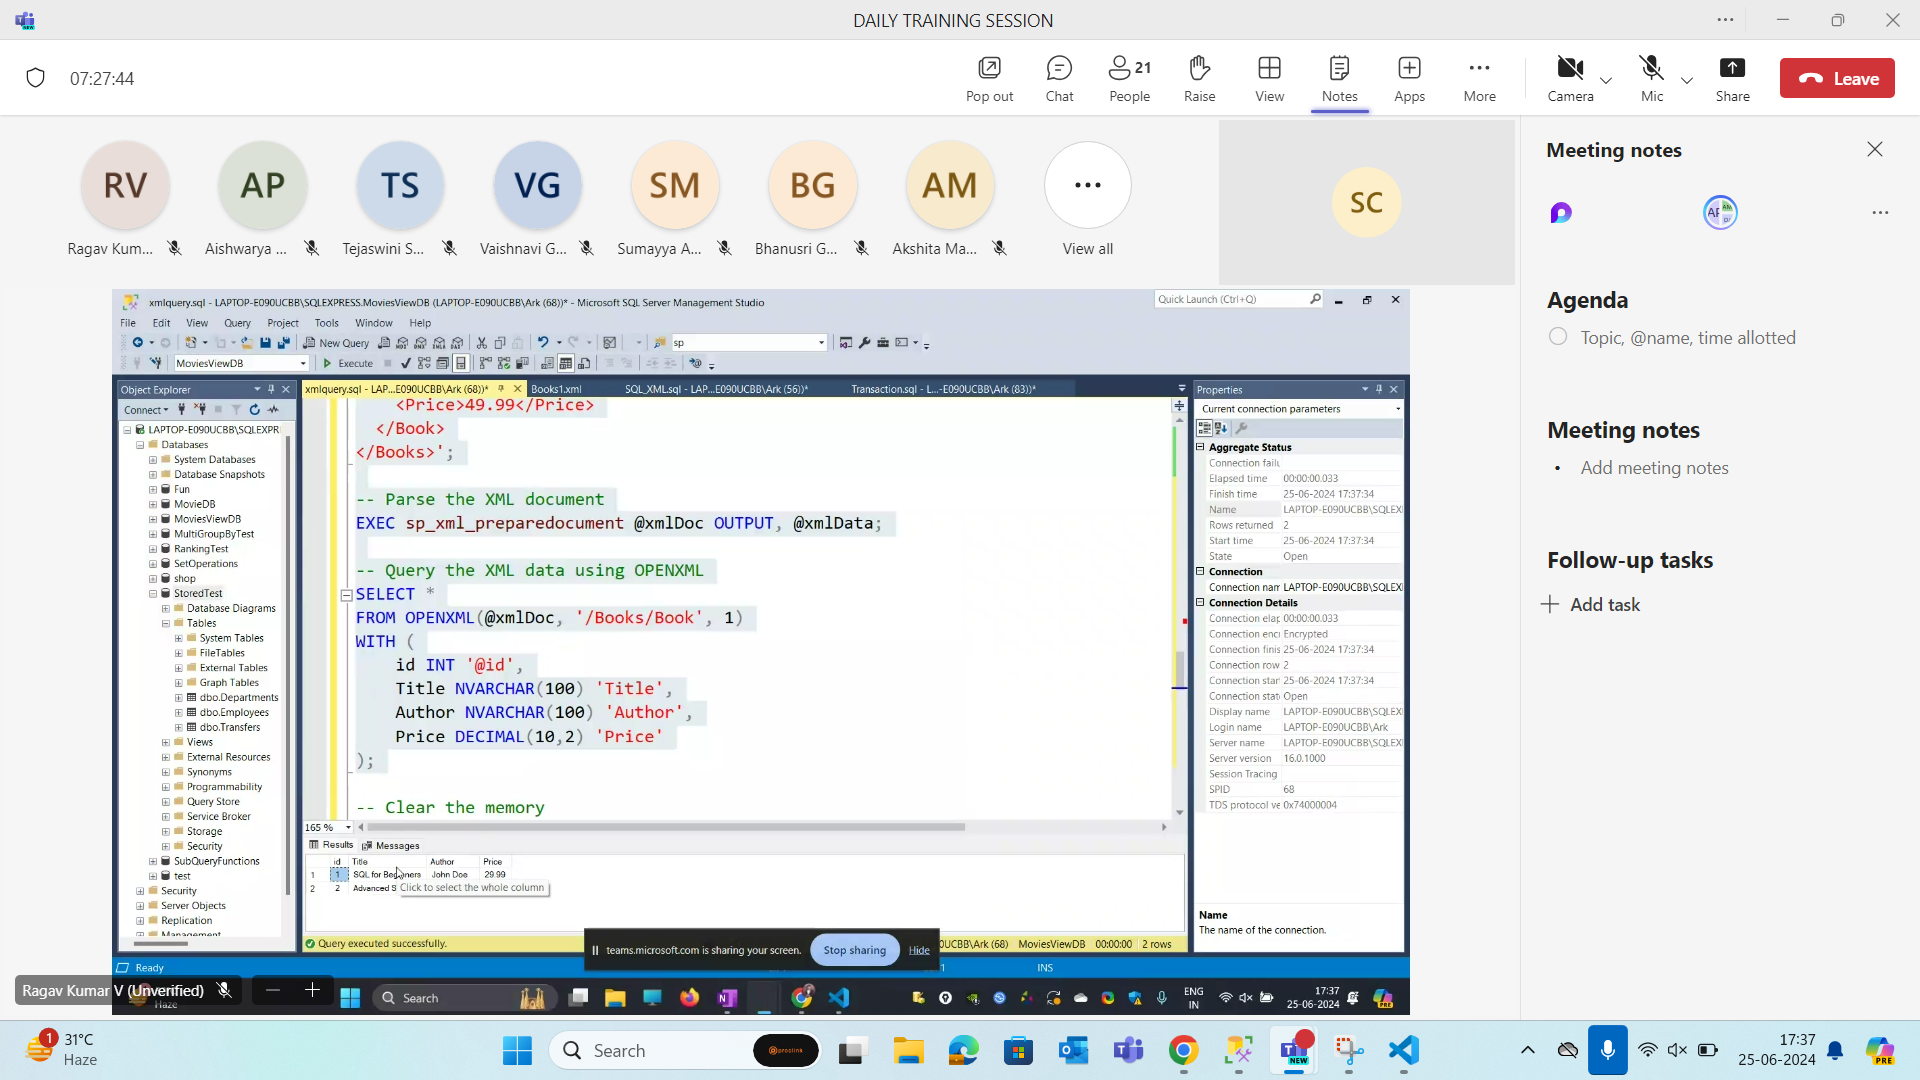 DAILY TRAINING SESSION
07:27:44
Pop out
Chat
21
People
Raise
View
Notes
Apps
More
Camera
Mic
Share
Leave
RV
AP
TS
VG
SM
BG
AM
SC
Ragav Kum...
Aishwarya ...
Tejaswini S...
Vaishnavi G...
Sumayya A...
Bhanusri G...
Akshita Ma...
View all
Meeting notes
Agenda
Topic, @name, time allotted
Meeting notes
Add meeting notes
Follow-up tasks
Add task
xmlquery.sql - LAPTOP-E090UCBB\SQLEXPRESS.MoviesViewDB (LAPTOP-E090UCBB\Ark (68))* - Microsoft SQL Server Management Studio
Quick Launch (Ctrl+Q)
File Edit View Query Project Tools Window Help
New Query
sp
MoviesViewDB
Execute
Object Explorer
Connect
LAPTOP-E090UCBB\SQLEXPR
Databases
System Databases
Database Snapshots
Fun
MovieDB
MoviesViewDB
MultiGroupByTest
RankingTest
SetOperations
shop
StoredTest
Database Diagrams
Tables
System Tables
FileTables
External Tables
Graph Tables
dbo.Departments
dbo.Employees
dbo.Transfers
Views
External Resources
Synonyms
Programmability
Query Store
Service Broker
Storage
Security
SubQueryFunctions
test
Security
Server Objects
Replication
Management
xmlquery.sql - LAP...E090UCBB\Ark (68))*
Books1.xml
SQL_XML.sql - LAP...E090UCBB\Ark (56))*
Transaction.sql - L...-E090UCBB\Ark (83))*
<Price>49.99</Price>
</Book>
</Books>';
-- Parse the XML document
EXEC sp_xml_preparedocument @xmlDoc OUTPUT, @xmlData;
-- Query the XML data using OPENXML
SELECT *
FROM OPENXML(@xmlDoc, '/Books/Book', 1)
WITH (
id INT '@id',
Title NVARCHAR(100) 'Title',
Author NVARCHAR(100) 'Author',
Price DECIMAL(10,2) 'Price'
);
-- Clear the memory
165 %
Results Messages
id Title Author Price
1 1 SQL for Beginners John Doe 29.99
2 2 Advanced S
Click to select the whole column
Query executed successfully.
UCBB\Ark (68) MoviesViewDB 00:00:00 2 rows
teams.microsoft.com is sharing your screen.
Stop sharing
Hide
Properties
Current connection parameters
Aggregate Status
Connection failu
Elapsed time 00:00:00.033
Finish time 25-06-2024 17:37:34
Name LAPTOP-E090UCBB\SQLEX
Rows returned 2
Start time 25-06-2024 17:37:34
State Open
Connection
Connection nam LAPTOP-E090UCBB\SQLEX
Connection Details
Connection elap 00:00:00.033
Connection enc Encrypted
Connection finis 25-06-2024 17:37:34
Connection row 2
Connection star 25-06-2024 17:37:34
Connection stat Open
Display name LAPTOP-E090UCBB\SQLEX
Login name LAPTOP-E090UCBB\Ark
Server name LAPTOP-E090UCBB\SQLEX
Server version 16.0.1000
Session Tracing
SPID 68
TDS protocol ve 0x74000004
Name
The name of the connection.
Ready
INS
Ragav Kumar V (Unverified)
Haze
Search
ENG
IN
17:37
25-06-2024
1
31°C
Haze
Search
proclink
NEW
17:37
25-06-2024
PRE